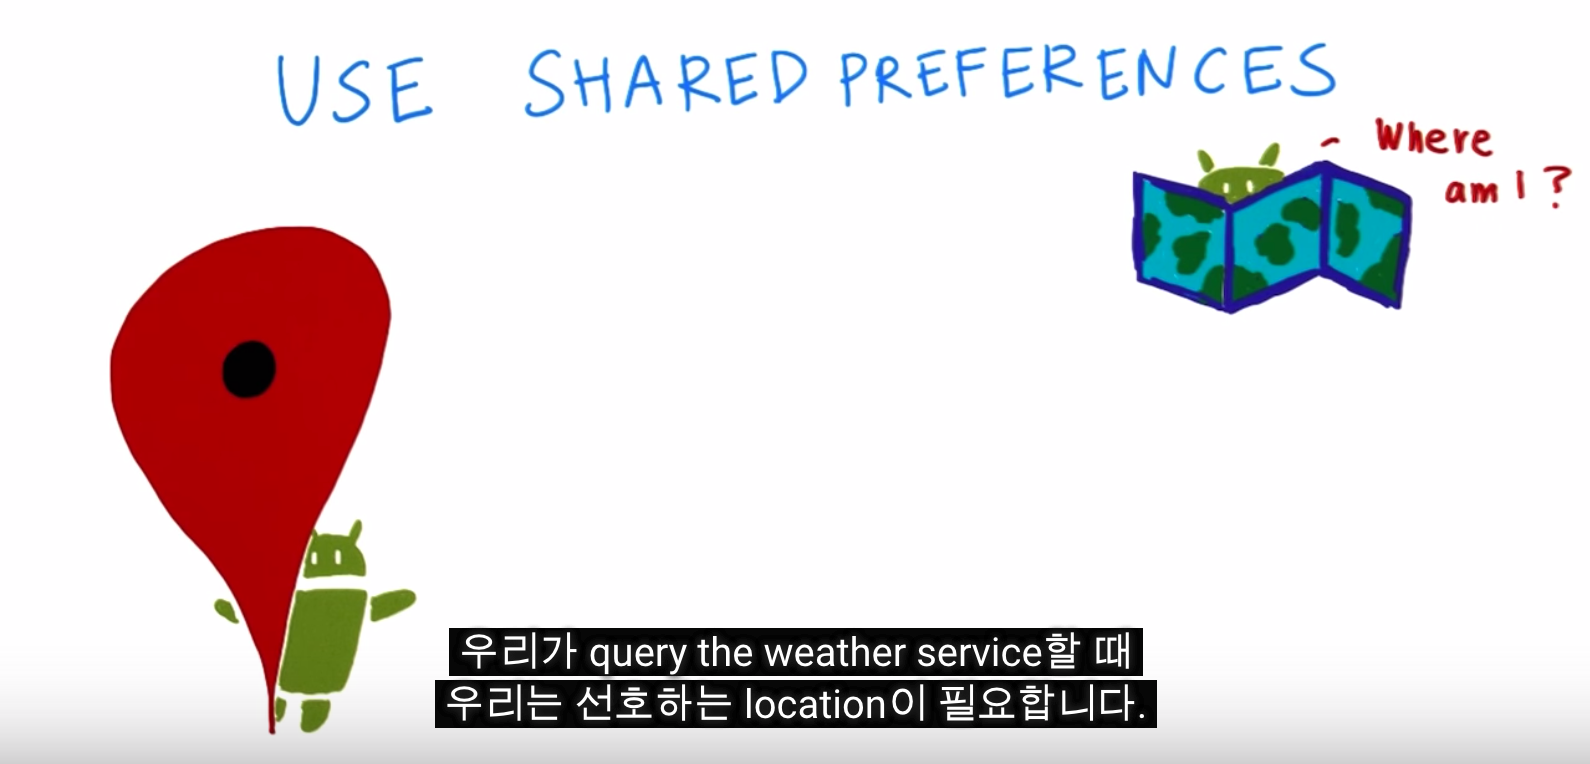 USE SHARED PREFERENCES
Where
am I?
우리가 query the weather service할 때
우리는 선호하는 location이 필요합니다.